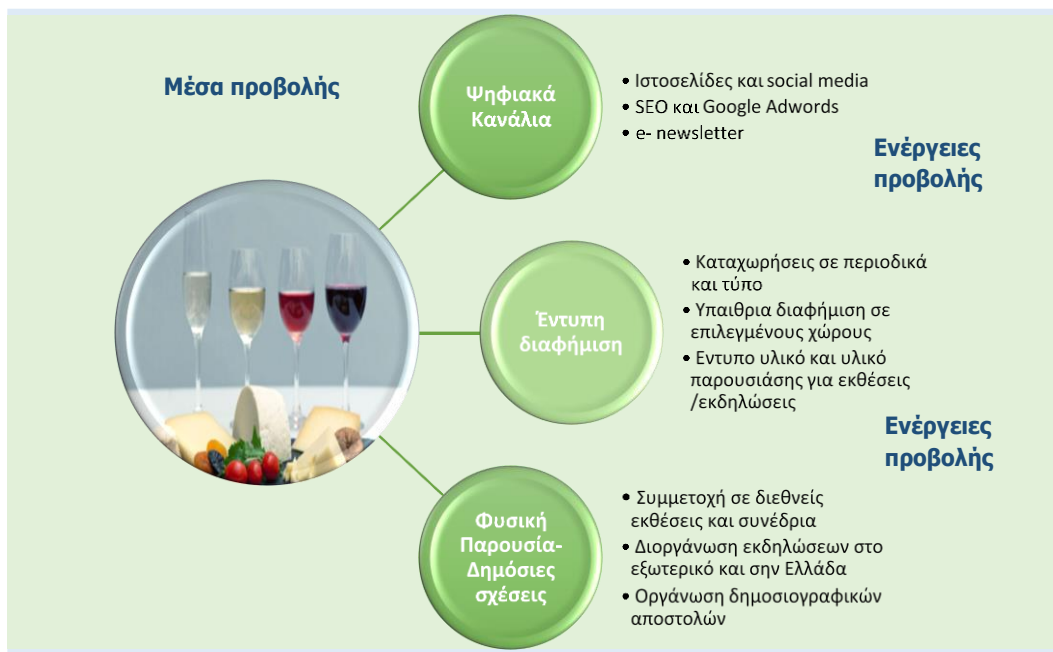 Μέσα προβολής
Ψηφιακά
Κανάλια
• Ιστοσελίδες και social media
• SEO και Google Adwords
• e- newsletter
Ενέργειες
προβολής
Έντυπη
διαφήμιση
• Καταχωρήσεις σε περιοδικά
και τύπο
• Υπαιθρια διαφήμιση σε
επιλεγμένους χώρους
• Εντυπο υλικό και υλικό
παρουσιάσης για εκθέσεις
/εκδηλώσεις
Ενέργειες
προβολής
Φυσική
Παρουσία-
Δημόσιες
σχέσεις
• Συμμετοχή σε διεθνείς
εκθέσεις και συνέδρια
• Διοργάνωση εκδηλώσεων στο
εξωτερικό και σην Ελλάδα
• Οργάνωση δημοσιογραφικών
αποστολών